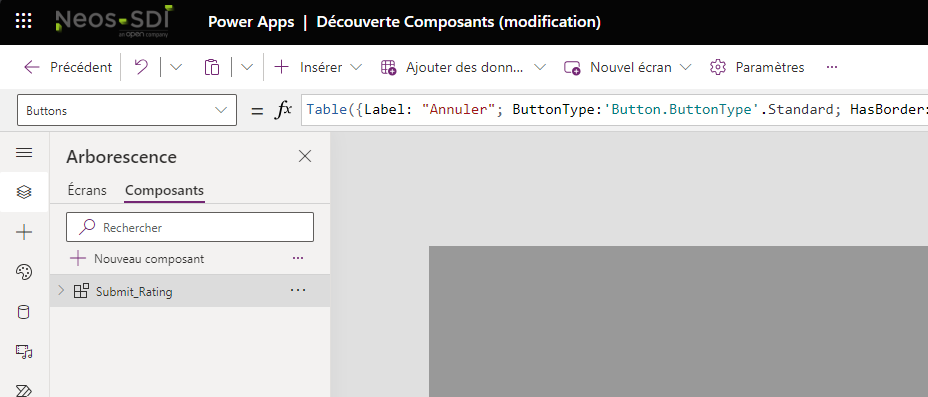 Neos-SDI
an open company
Power Apps | Découverte Composants (modification)
Précédent
Insérer
Ajouter des donn...
Nouvel écran
Paramètres
...
Buttons
= fx
Table({Label: "Annuler"; ButtonType:'Button.ButtonType'.Standard; HasBorder:
Arborescence
Écrans
Composants
Rechercher
Nouveau composant
...
Submit_Rating
...